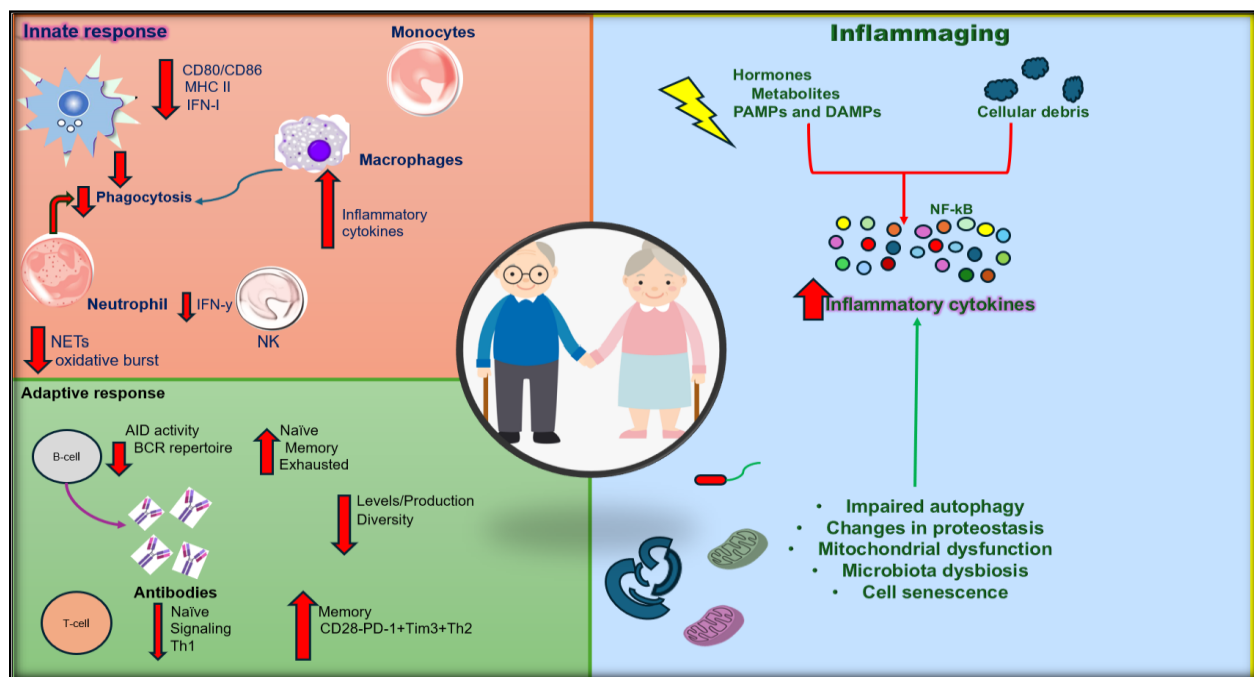 Innate response
CD80/CD86
MHC II
IFN-I
Monocytes
Macrophages
Phagocytosis
Inflammatory
cytokines
Neutrophil
IFN-y
NK
NETs
oxidative burst
Adaptive response
B-cell
AID activity
BCR repertoire
Naïve
Memory
Exhausted
Levels/Production
Diversity
Antibodies
T-cell
Naïve
Signaling
Th1
Memory
CD28-PD-1+Tim3+Th2
Inflammaging
Hormones
Metabolites
PAMPs and DAMPs
Cellular debris
NF-kB
Inflammatory cytokines
• Impaired autophagy
• Changes in proteostasis
• Mitochondrial dysfunction
• Microbiota dysbiosis
• Cell senescence